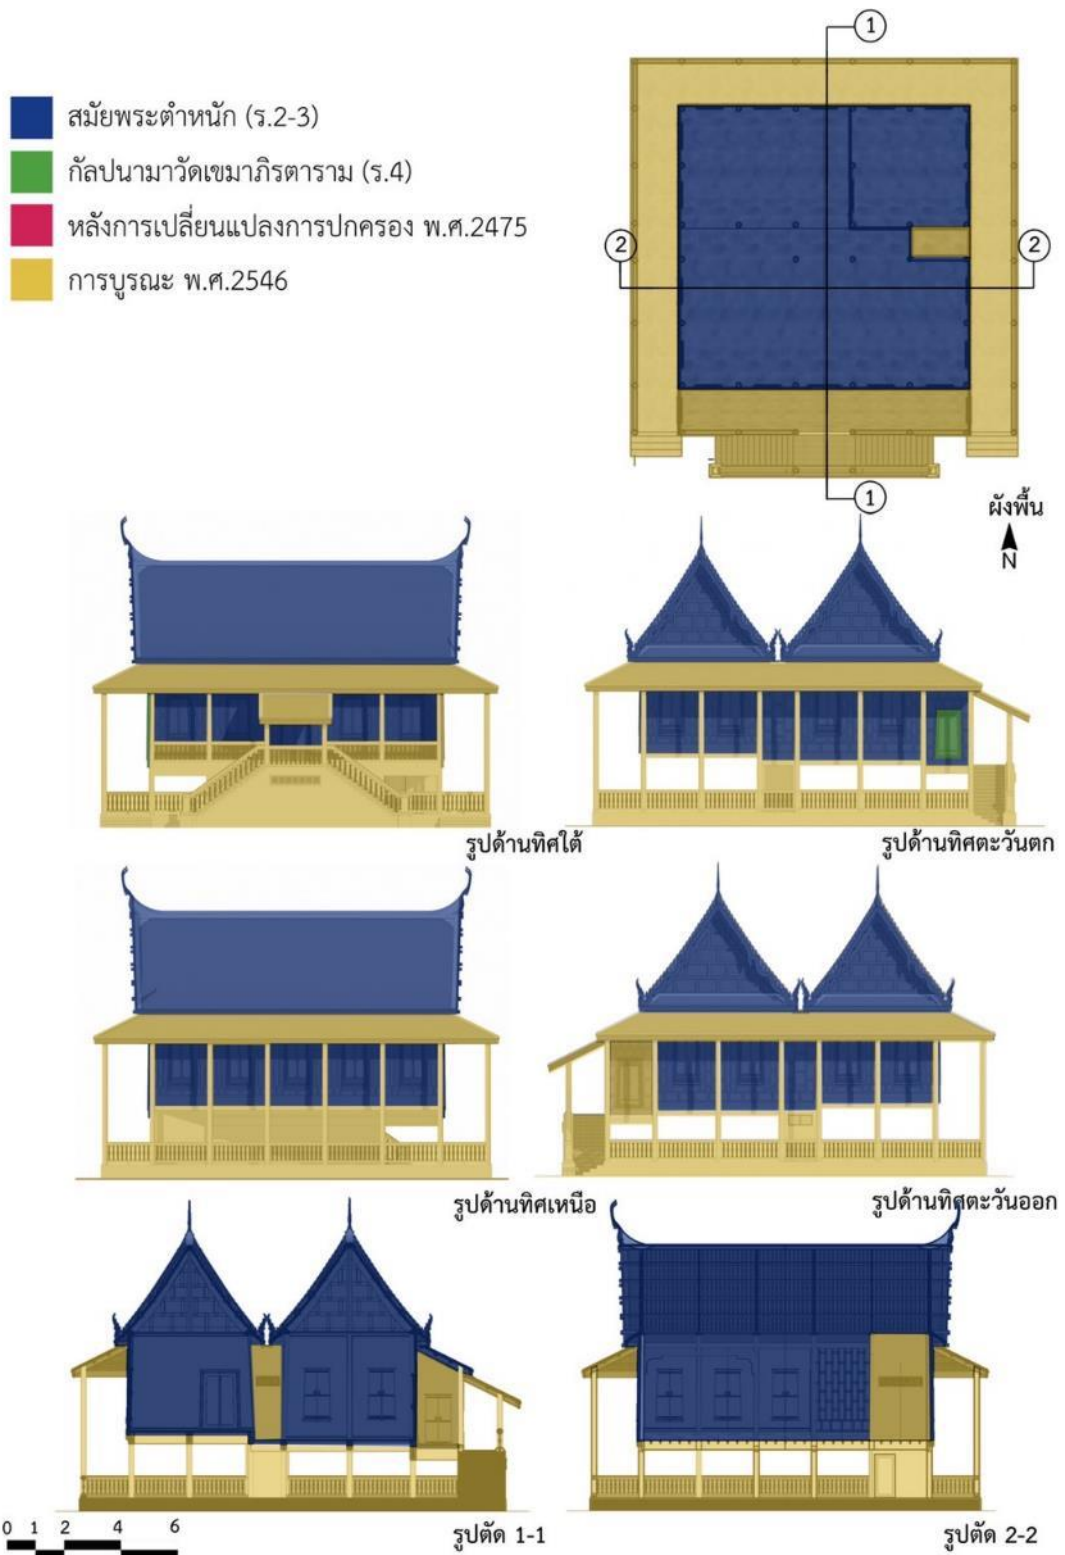 1
สมัยพระตำหนัก (ร.2-3)
กัลปนามาวัดเขมาภิรตาราม (ร.4)
หลังการเปลี่ยนแปลงการปกครอง พ.ศ.2475
การบูรณะ พ.ศ.2546
2 2
1
ผังพื้น
N
รูปด้านทิศใต้ รูปด้านทิศตะวันตก
รูปด้านทิศเหนือ รูปด้านทิศตะวันออก
0 1 2 4 6
รูปตัด 1-1 รูปตัด 2-2